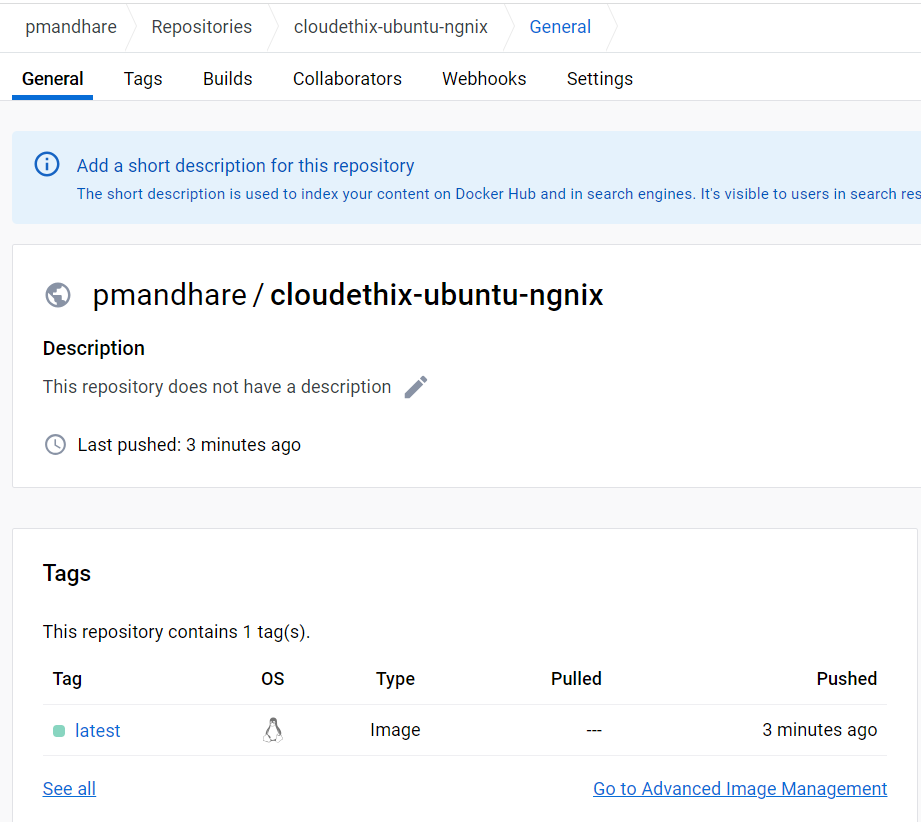 pmandhare Repositories cloudethix-ubuntu-ngnix General
General Tags Builds Collaborators Webhooks Settings
Add a short description for this repository
The short description is used to index your content on Docker Hub and in search engines. It's visible to users in search res
pmandhare / cloudethix-ubuntu-ngnix
Description
This repository does not have a description
Last pushed: 3 minutes ago
Tags
This repository contains 1 tag(s).
Tag OS Type Pulled Pushed
latest Image --- 3 minutes ago
See all Go to Advanced Image Management